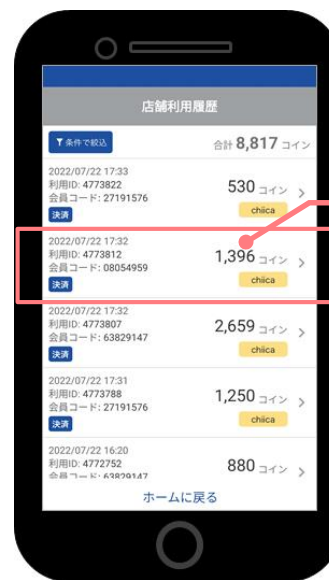 店舗利用履歴
条件で絞込
合計 8,817 コイン
2022/07/22 17:33
利用ID: 4773822
会員コード: 27191576
決済
530 コイン
chiica
2022/07/22 17:32
利用ID: 4773812
会員コード: 08054959
決済
1,396 コイン
chiica
2022/07/22 17:32
利用ID: 4773807
会員コード: 63829147
決済
2,659 コイン
chiica
2022/07/22 17:31
利用ID: 4773788
会員コード: 27191576
決済
1,250 コイン
chiica
2022/07/22 16:20
利用ID: 4772752
会員コード: 63829147
880 コイン
ホームに戻る